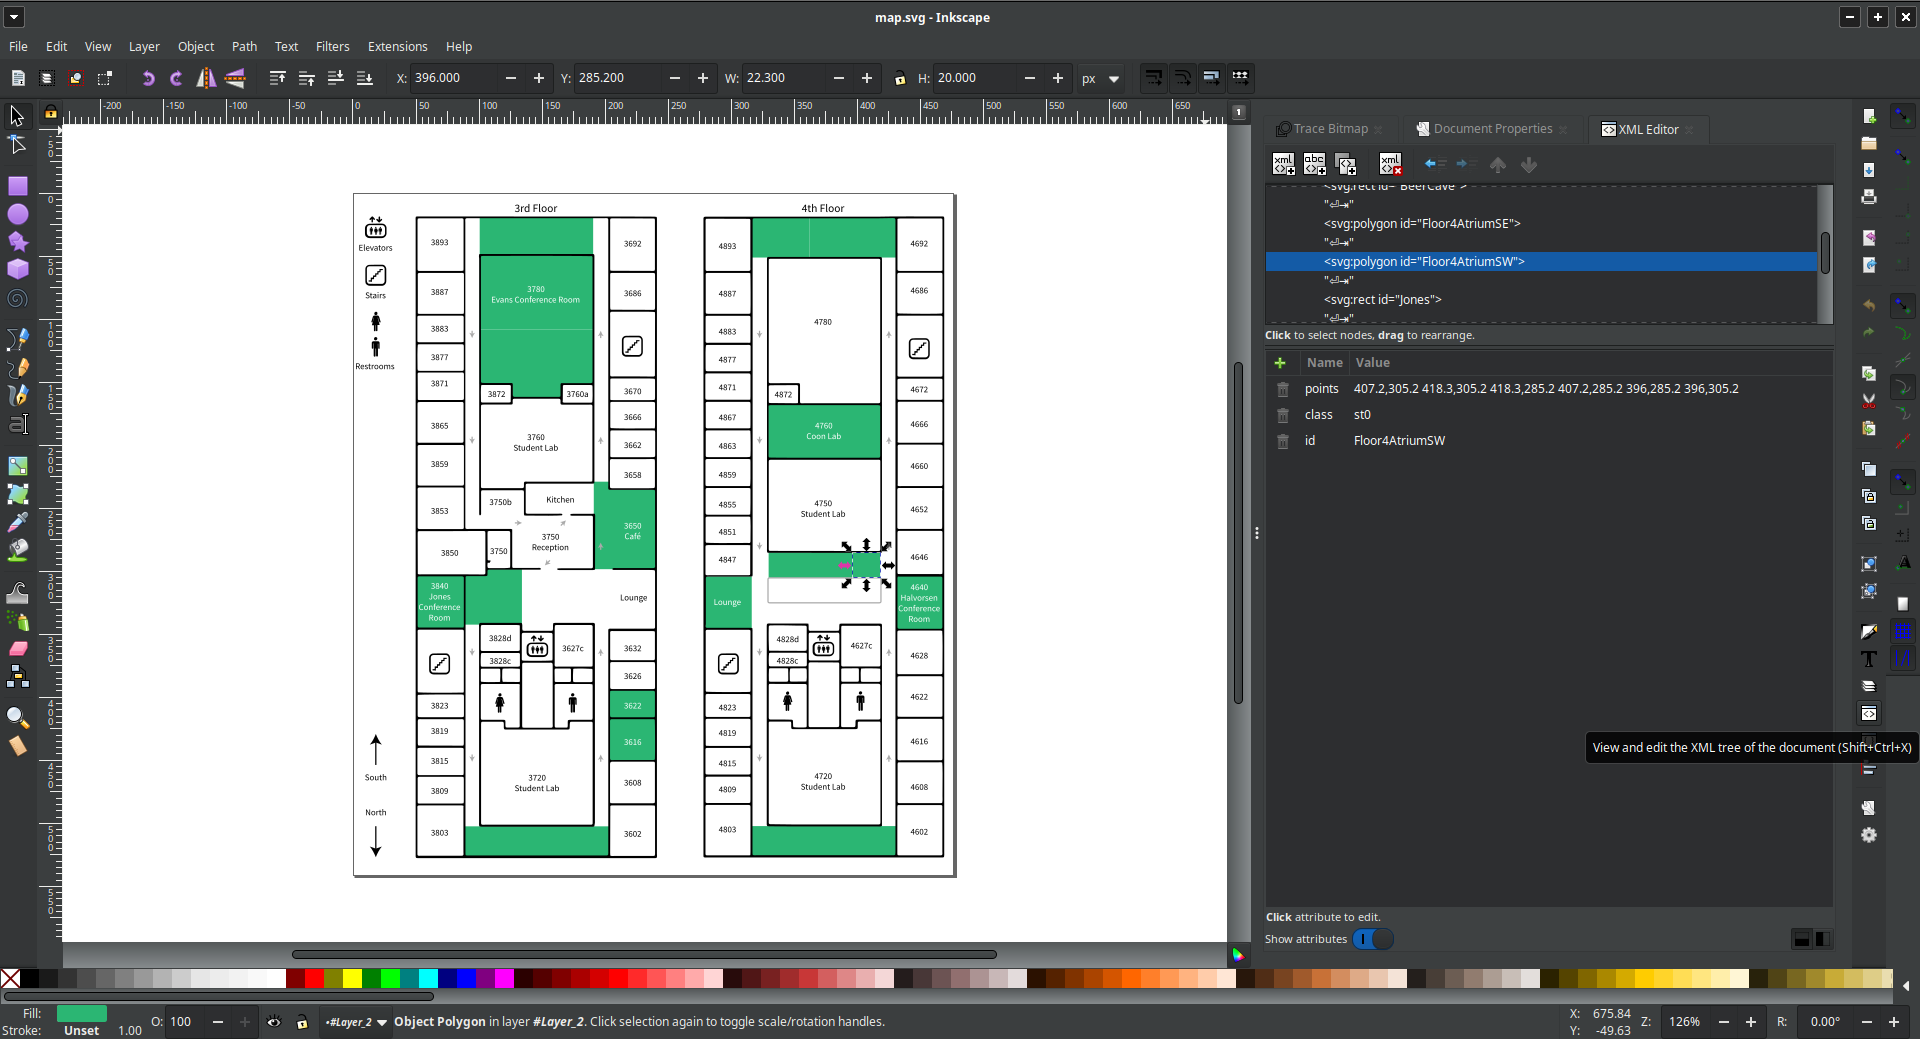 map.svg - Inkscape
File Edit View Layer Object Path Text Filters Extensions Help
X: 396.000 Y: 285.200 W: 22.300 H: 20.000 px
-200 -150 -100 -50 0 50 100 150 200 250 300 350 400 450 500 550 600 650
1
Trace Bitmap Document Properties XML Editor
<svg:rect id="BeerCave">
"⏎⇥"
<svg:polygon id="Floor4AtriumSE">
"⏎⇥"
<svg:polygon id="Floor4AtriumSW">
"⏎⇥"
<svg:rect id="Jones">
"⏎⇥"
Click to select nodes, drag to rearrange.
Name Value
points 407.2,305.2 418.3,305.2 418.3,285.2 407.2,285.2 396,285.2 396,305.2
class st0
id Floor4AtriumSW
View and edit the XML tree of the document (Shift+Ctrl+X)
Click attribute to edit.
Show attributes
Elevators
Stairs
Restrooms
South
North
3rd Floor
3893
3887
3883
3877
3871
3865
3859
3853
3850
3840
Jones
Conference
Room
3823
3819
3815
3809
3803
3780
Evans Conference Room
3872
3760a
3760
Student Lab
3750b
Kitchen
3750
3750
Reception
Lounge
3828d
3828c
3627c
3720
Student Lab
3692
3686
3670
3666
3662
3658
3650
Café
3632
3626
3622
3616
3608
3602
4th Floor
4893
4887
4883
4877
4871
4867
4863
4859
4855
4851
4847
Lounge
4823
4819
4815
4809
4803
4780
4872
4760
Coon Lab
4750
Student Lab
4828d
4828c
4627c
4720
Student Lab
4692
4686
4672
4666
4660
4652
4646
4640
Halvorsen
Conference
Room
4628
4622
4616
4608
4602
Fill:
Stroke: Unset 1.00
O: 100
•#Layer_2
Object Polygon in layer #Layer_2. Click selection again to toggle scale/rotation handles.
X: 675.84
Y: -49.63
Z: 126%
R: 0.00°